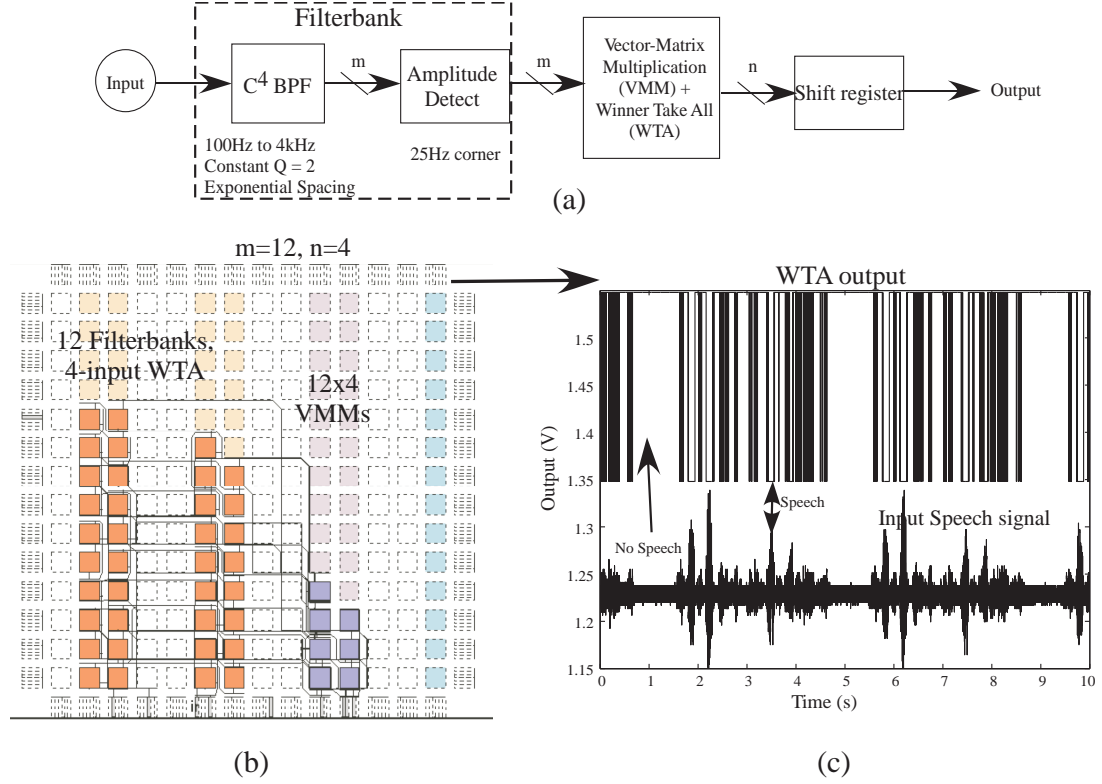 Filterbank
Input
C⁴ BPF
m
Amplitude
Detect
m
Vector-Matrix
Multiplication
(VMM) +
Winner Take All
(WTA)
n
Shift register
Output
100Hz to 4kHz
Constant Q = 2
Exponential Spacing
25Hz corner
(a)
m=12, n=4
12 Filterbanks,
4-input WTA
12x4
VMMs
(b)
WTA output
Output (V)
1.5
1.45
1.4
1.35
1.3
1.25
1.2
1.15
No Speech
Speech
Input Speech signal
0 1 2 3 4 5 6 7 8 9 10
Time (s)
(c)